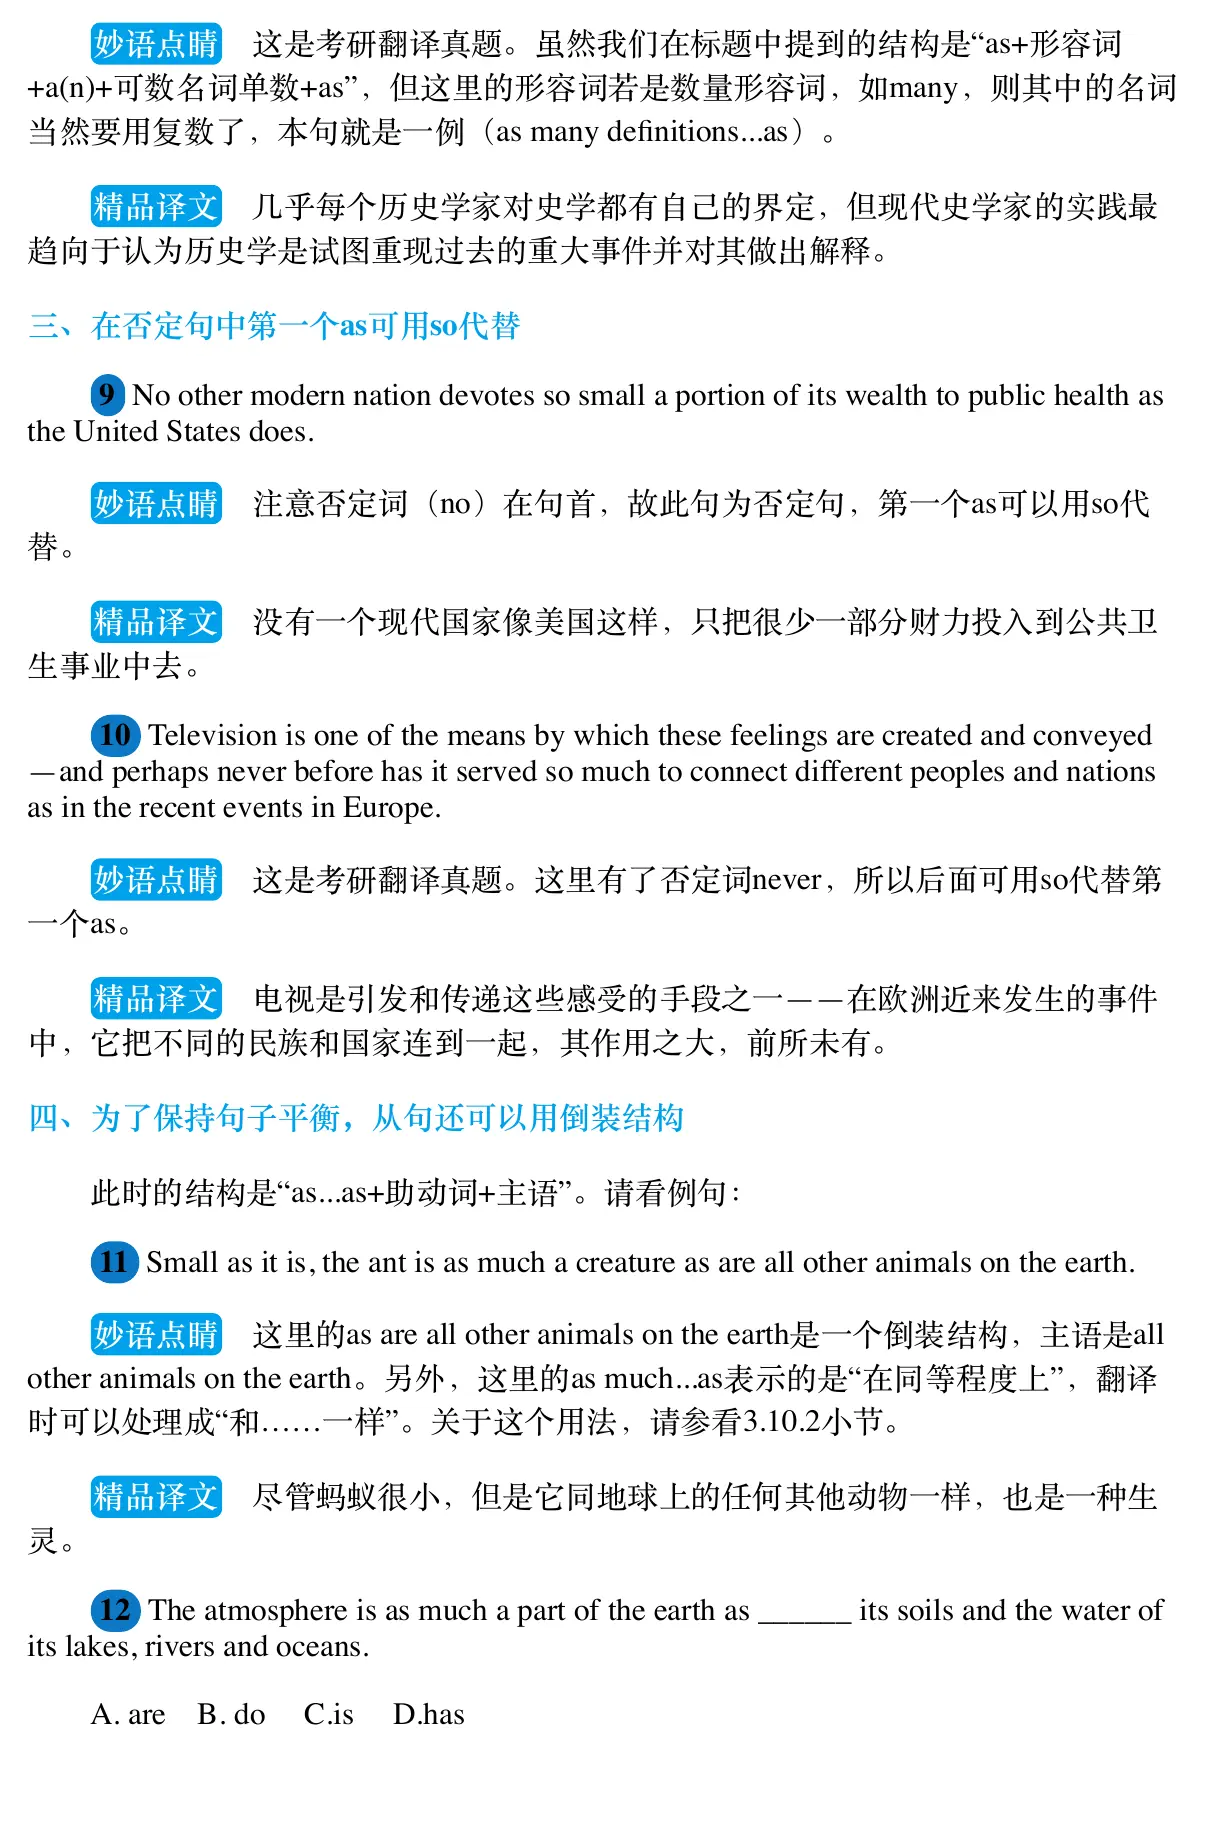 妙语点睛 这是考研翻译真题。虽然我们在标题中提到的结构是“as+形容词
+a(n)+可数名词单数+as”，但这里的形容词若是数量形容词，如many，则其中的名词
当然要用复数了，本句就是一例（as many definitions...as）。
精品译文 几乎每个历史学家对史学都有自己的界定，但现代史学家的实践最
趋向于认为历史学是试图重现过去的重大事件并对其做出解释。
三、在否定句中第一个as可用so代替
9 No other modern nation devotes so small a portion of its wealth to public health as
the United States does.
妙语点睛 注意否定词（no）在句首，故此句为否定句，第一个as可以用so代
替。
精品译文 没有一个现代国家像美国这样，只把很少一部分财力投入到公共卫
生事业中去。
10 Television is one of the means by which these feelings are created and conveyed
—and perhaps never before has it served so much to connect different peoples and nations
as in the recent events in Europe.
妙语点睛 这是考研翻译真题。这里有了否定词never，所以后面可用so代替第
一个as。
精品译文 电视是引发和传递这些感受的手段之一——在欧洲近来发生的事件
中，它把不同的民族和国家连到一起，其作用之大，前所未有。
四、为了保持句子平衡，从句还可以用倒装结构
此时的结构是“as...as+助动词+主语”。请看例句：
11 Small as it is, the ant is as much a creature as are all other animals on the earth.
妙语点睛 这里的as are all other animals on the earth是一个倒装结构，主语是all
other animals on the earth。另外，这里的as much...as表示的是“在同等程度上”，翻译
时可以处理成“和……一样”。关于这个用法，请参看3.10.2小节。
精品译文 尽管蚂蚁很小，但是它同地球上的任何其他动物一样，也是一种生
灵。
12 The atmosphere is as much a part of the earth as ______ its soils and the water of
its lakes, rivers and oceans.
A. are B. do C.is D.has